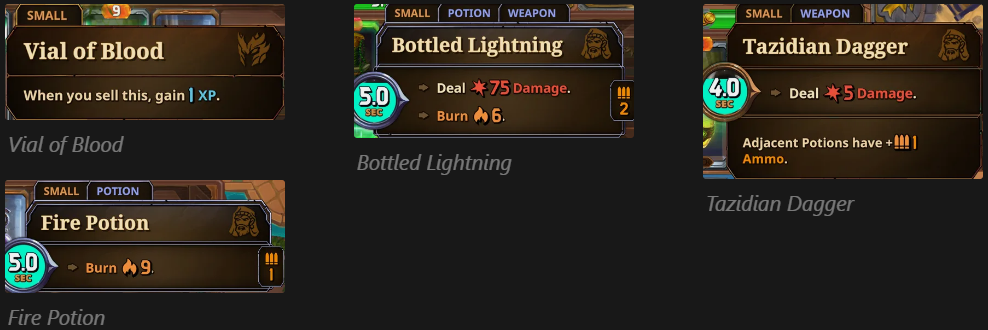 SMALL
9
Vial of Blood
When you sell this, gain 1 XP.
Vial of Blood
SMALL POTION WEAPON
Bottled Lightning
5.0
SEC
Deal 75 Damage.
Burn 6.
2
Bottled Lightning
SMALL WEAPON
Tazidian Dagger
4.0
SEC
Deal 5 Damage.
Adjacent Potions have + 1
Ammo.
Tazidian Dagger
SMALL POTION
Fire Potion
5.0
SEC
Burn 9.
1
Fire Potion